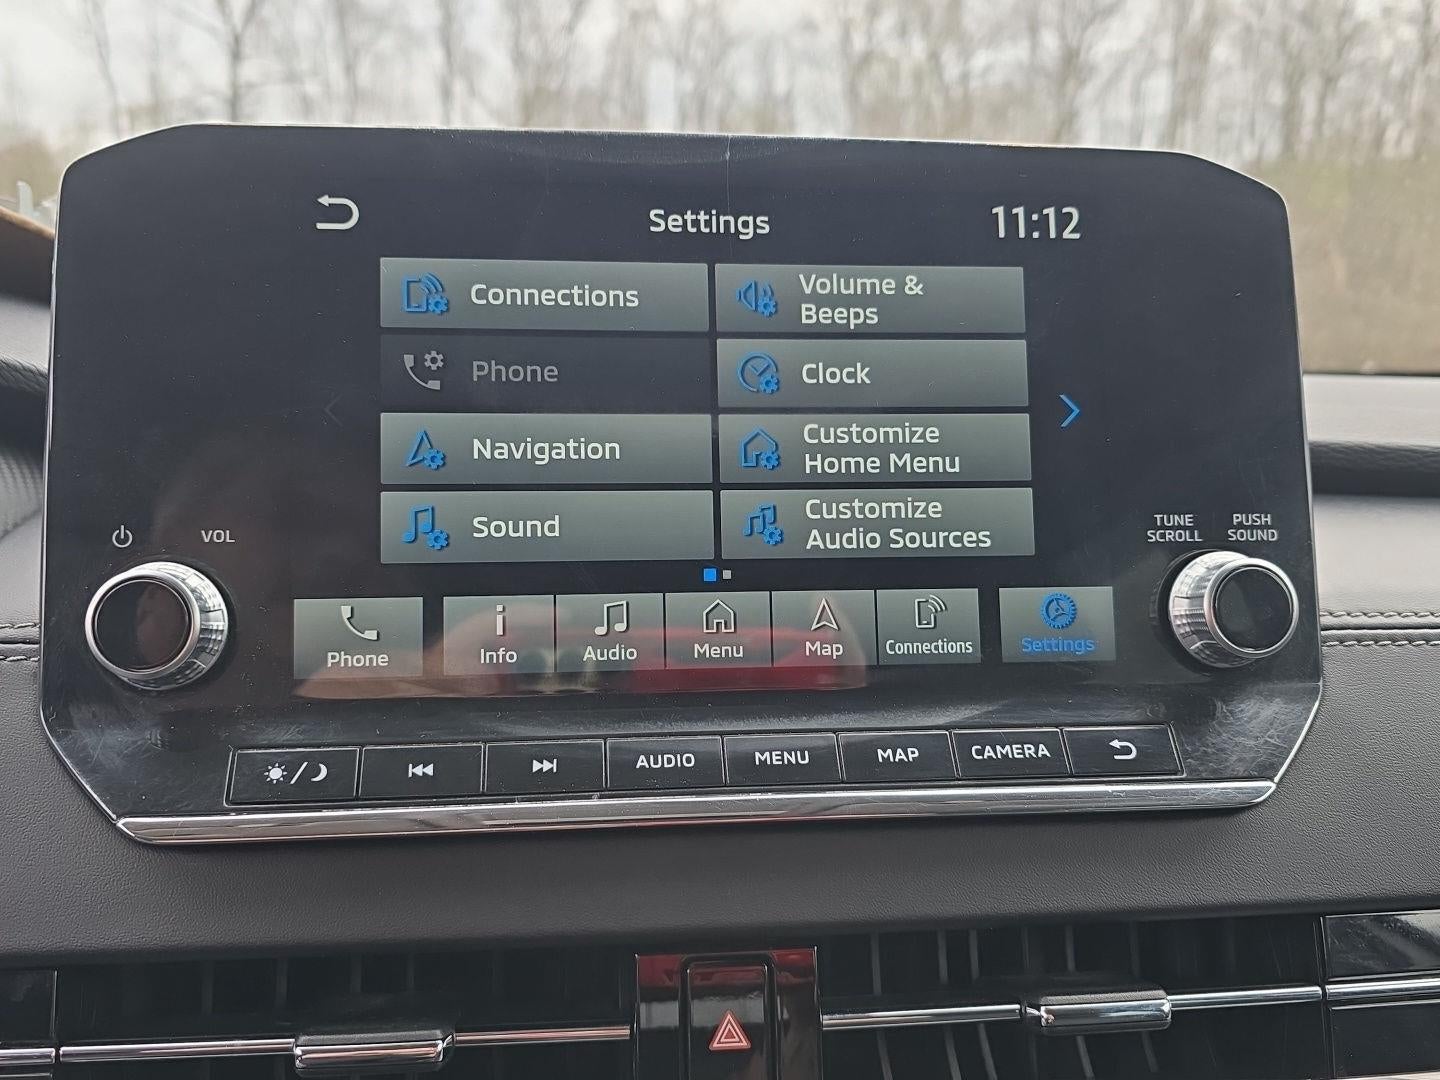 Settings
11:12
Connections
Volume &
Beeps
Phone
Clock
Navigation
Customize
Home Menu
Sound
Customize
Audio Sources
VOL
TUNE
SCROLL
PUSH
SOUND
Phone
Info
Audio
Menu
Map
Connections
Settings
AUDIO
MENU
MAP
CAMERA